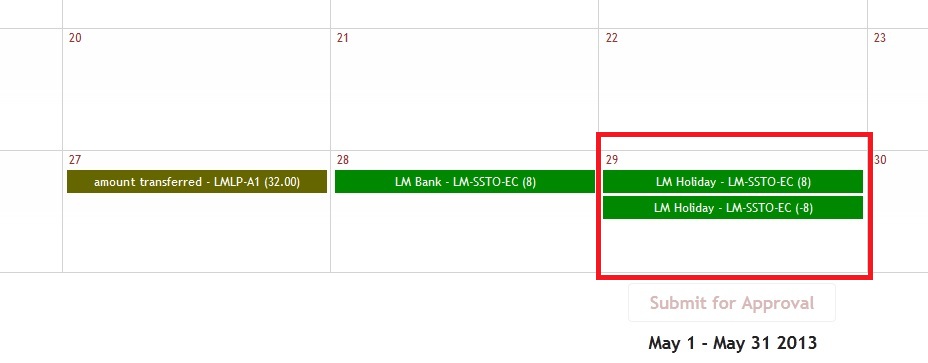 20 21 22 23
27 28 29 30
amount transferred - LMLP-A1 (32.00) LM Bank - LM-SSTO-EC (8) LM Holiday - LM-SSTO-EC (8)
LM Holiday - LM-SSTO-EC (-8)
Submit for Approval
May 1 - May 31 2013